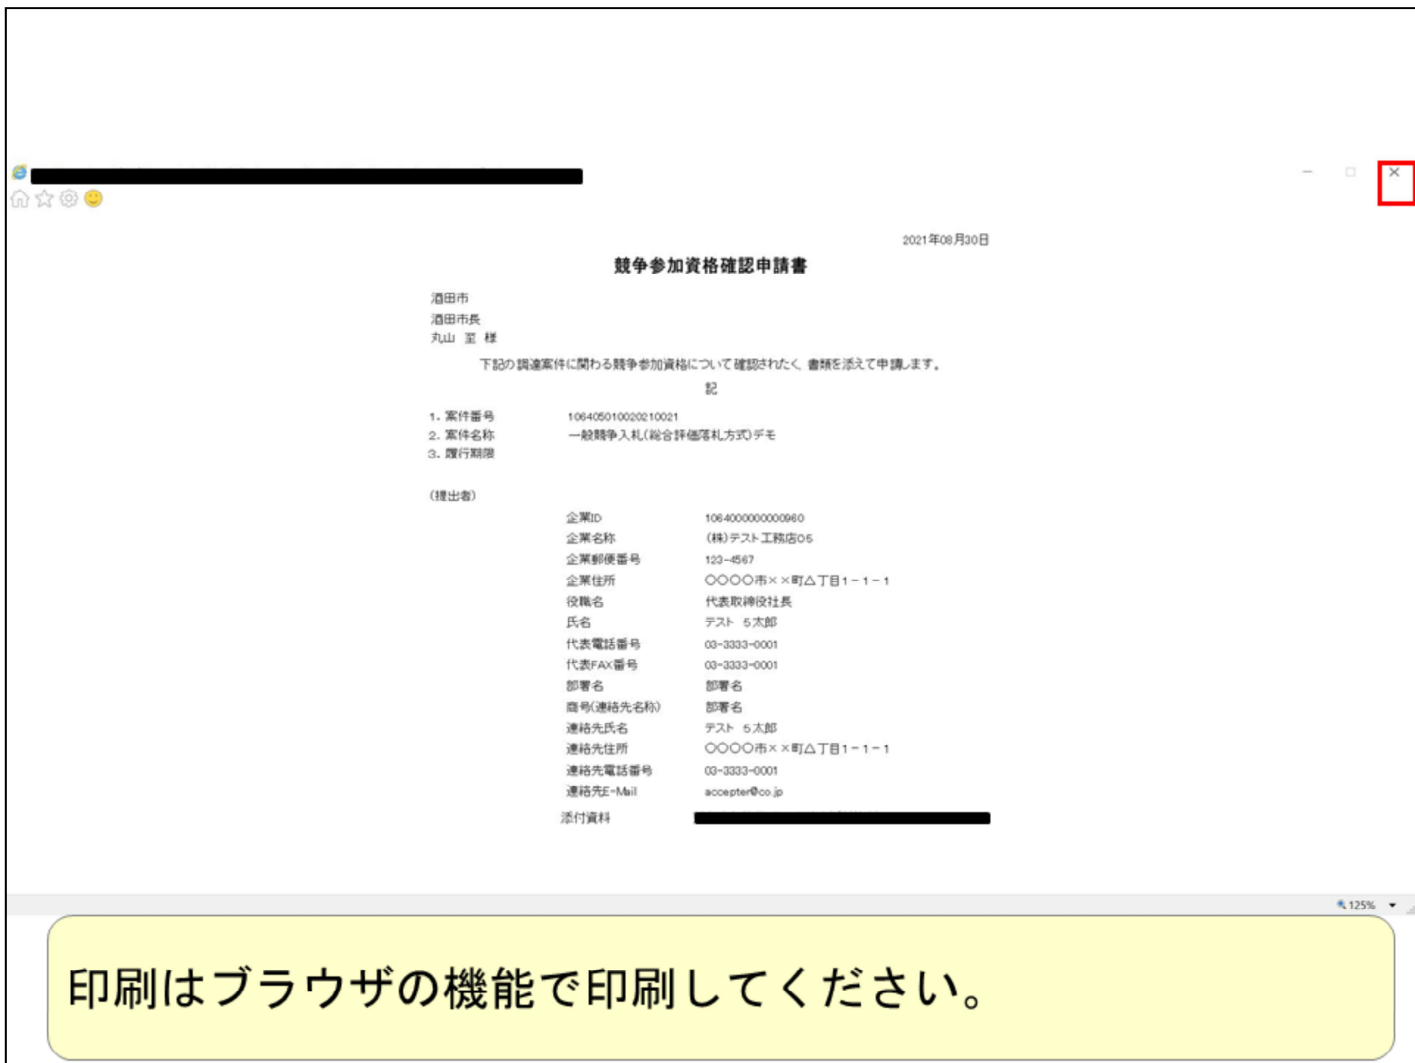 2021年08月30日
競争参加資格確認申請書
酒田市
酒田市長
丸山 至 様
下記の調達案件に関わる競争参加資格について確認されたく、書類を添えて申請します。
記
1. 案件番号 106405010020210021
2. 案件名称 一般競争入札(総合評価落札方式)デモ
3. 履行期限
(提出者)
企業ID 1064000000000960
企業名称 (株)テスト工務店05
企業郵便番号 123-4567
企業住所 〇〇〇〇市××町△丁目1-1-1
役職名 代表取締役社長
氏名 テスト 5太郎
代表電話番号 03-3333-0001
代表FAX番号 03-3333-0001
部署名 部署名
商号(連絡先名称) 部署名
連絡先氏名 テスト 5太郎
連絡先住所 〇〇〇〇市××町△丁目1-1-1
連絡先電話番号 03-3333-0001
連絡先E-Mail accepter@co.jp
添付資料
125%
印刷はブラウザの機能で印刷してください。